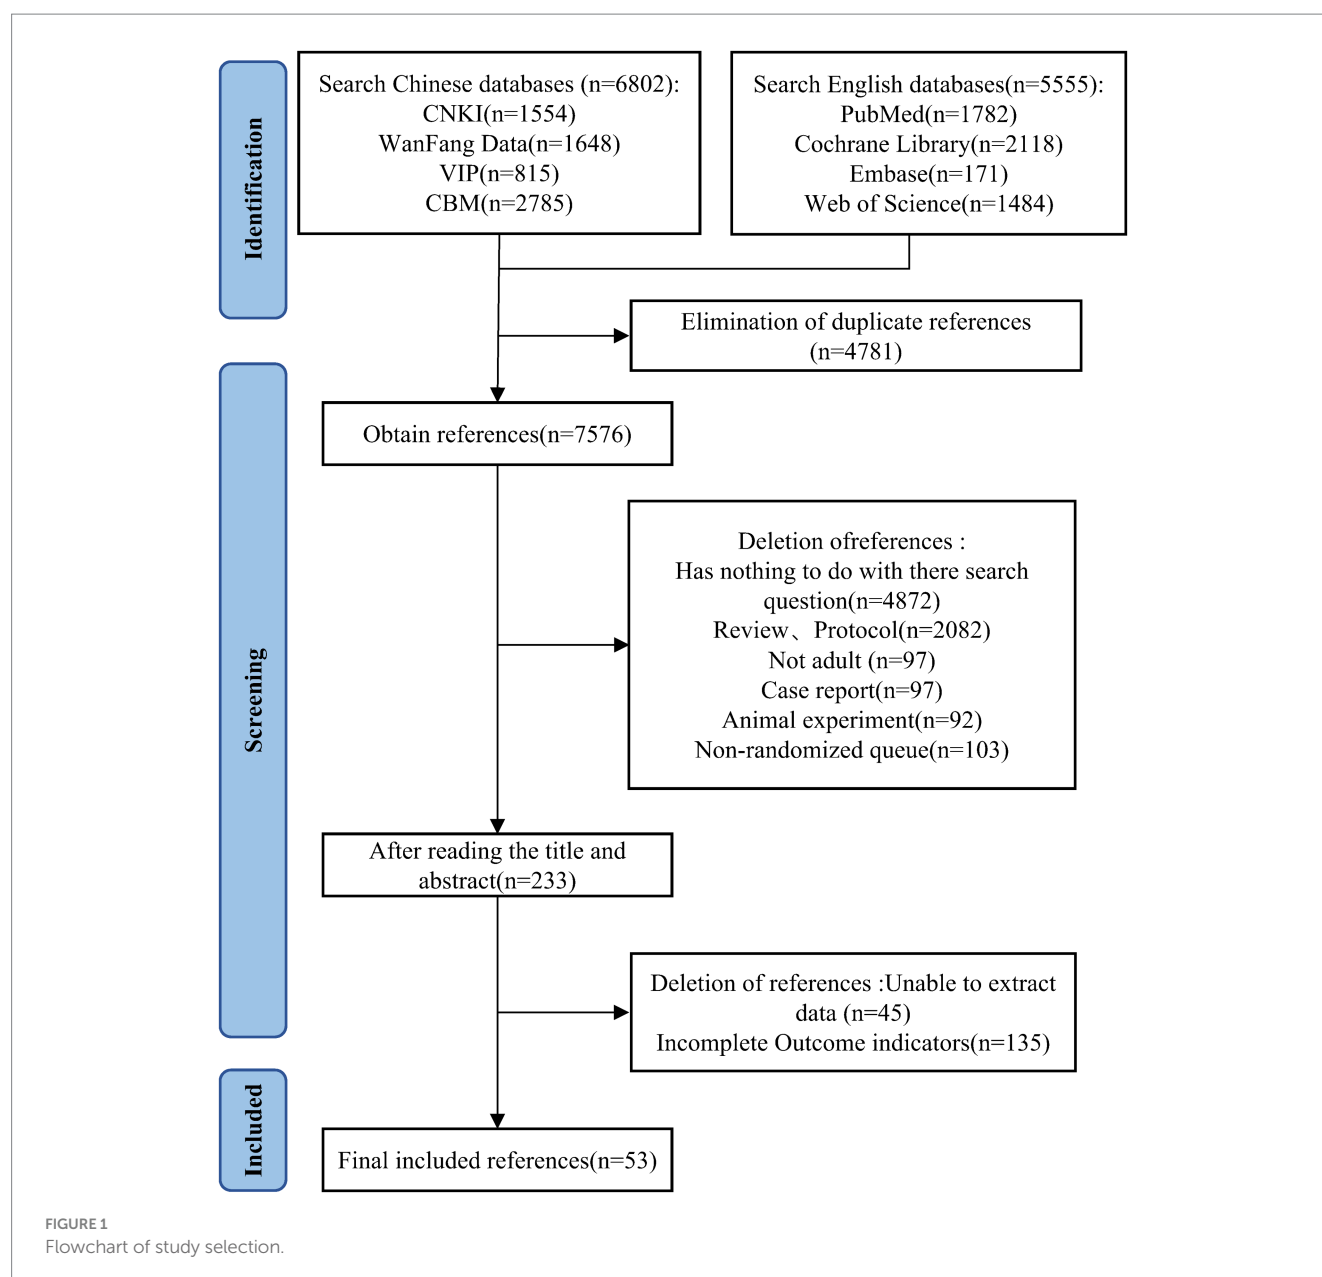 Identification
Search Chinese databases (n=6802):
CNKI(n=1554)
WanFang Data(n=1648)
VIP(n=815)
CBM(n=2785)
Search English databases(n=5555):
PubMed(n=1782)
Cochrane Library(n=2118)
Embase(n=171)
Web of Science(n=1484)
Elimination of duplicate references
(n=4781)
Screening
Obtain references(n=7576)
Deletion ofreferences :
Has nothing to do with there search
question(n=4872)
Review、Protocol(n=2082)
Not adult (n=97)
Case report(n=97)
Animal experiment(n=92)
Non-randomized queue(n=103)
After reading the title and
abstract(n=233)
Deletion of references :Unable to extract
data (n=45)
Incomplete Outcome indicators(n=135)
Included
Final included references(n=53)
FIGURE 1
Flowchart of study selection.